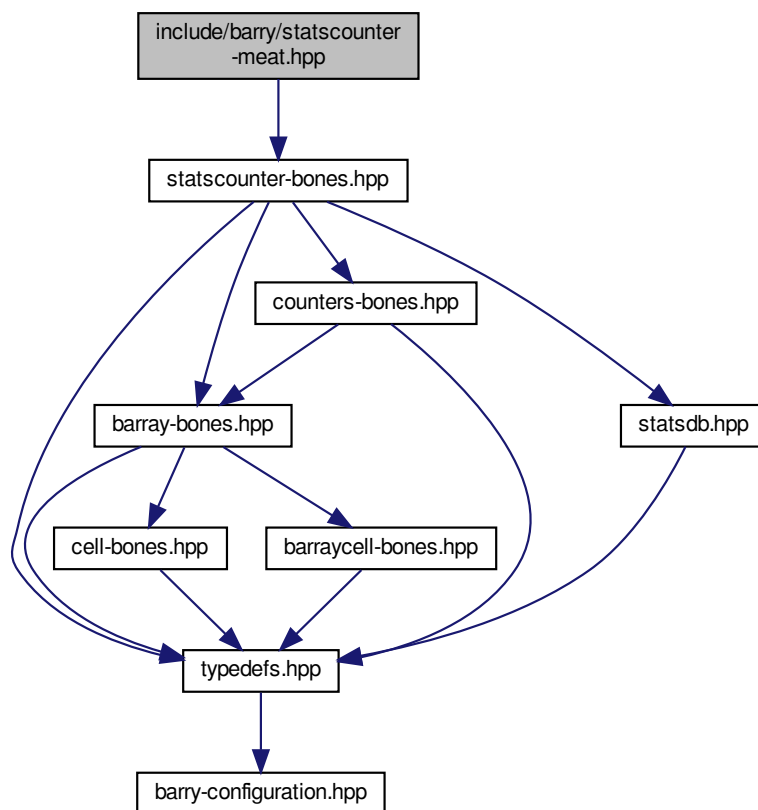 include/barry/statscounter
-meat.hpp
statscounter-bones.hpp
counters-bones.hpp
barray-bones.hpp
statsdb.hpp
cell-bones.hpp
barraycell-bones.hpp
typedefs.hpp
barry-configuration.hpp